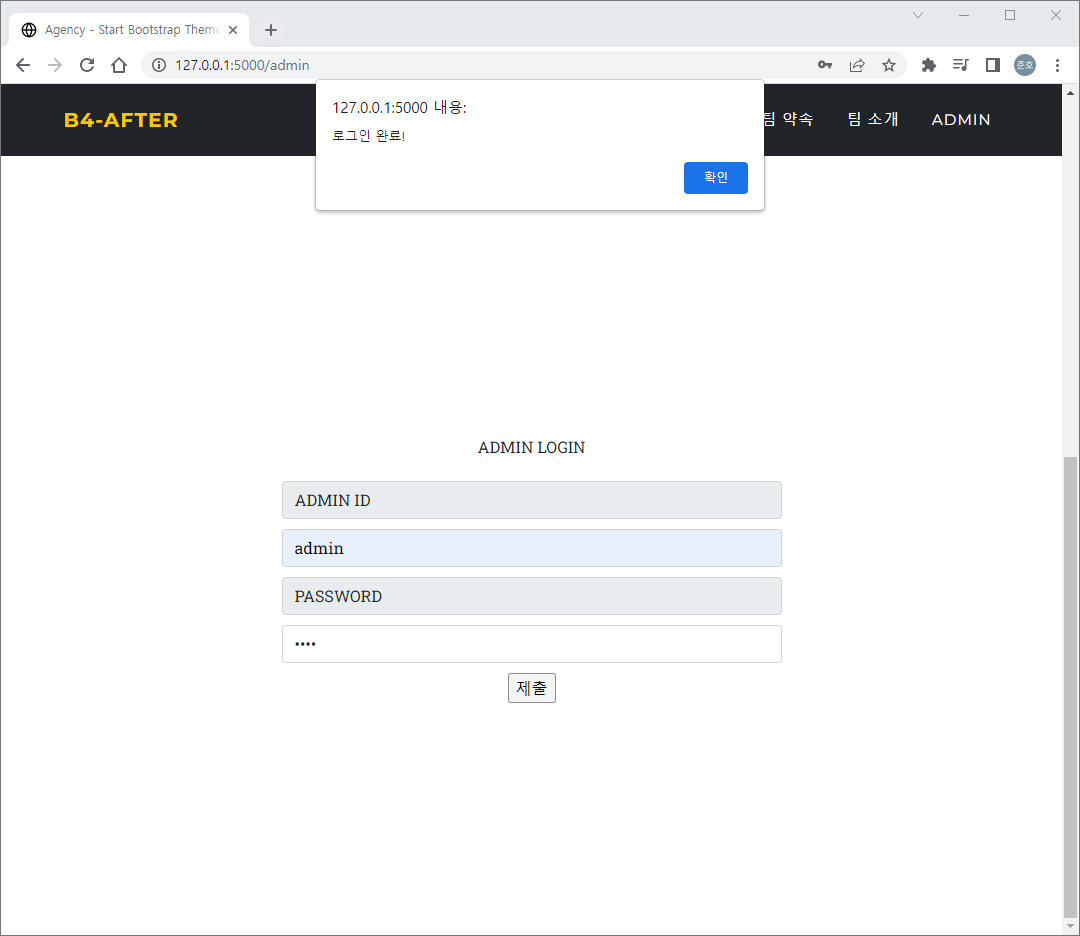 Agency - Start Bootstrap Theme
127.0.0.1:5000/admin
준호
B4-AFTER
팀 약속
팀 소개
ADMIN
127.0.0.1:5000 내용:
로그인 완료!
확인
ADMIN LOGIN
ADMIN ID
admin
PASSWORD
••••
제출